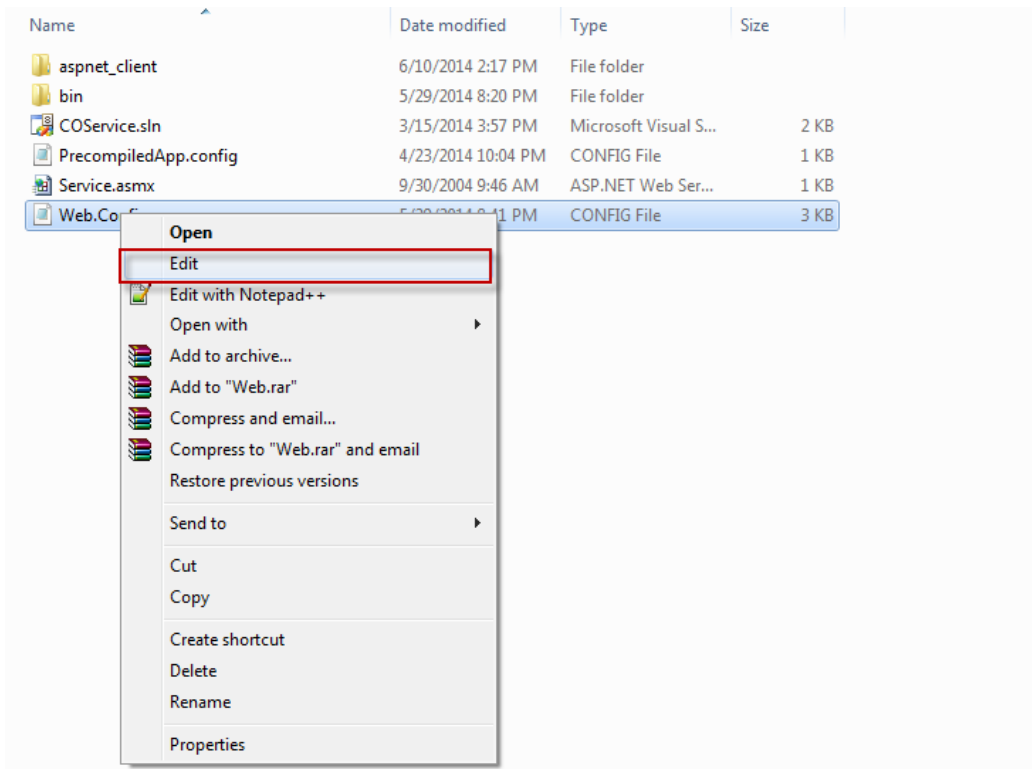 Name Date modified Type Size
aspnet_client 6/10/2014 2:17 PM File folder
bin 5/29/2014 8:20 PM File folder
COService.sln 3/15/2014 3:57 PM Microsoft Visual S... 2 KB
PrecompiledApp.config 4/23/2014 10:04 PM CONFIG File 1 KB
Service.asmx 9/30/2004 9:46 AM ASP.NET Web Ser... 1 KB
PM CONFIG File 3 KB
Open
Edit
Edit with Notepad++
Open with
Add to archive...
Add to "Web.rar"
Compress and email...
Compress to "Web.rar" and email
Restore previous versions
Send to
Cut
Copy
Create shortcut
Delete
Rename
Properties